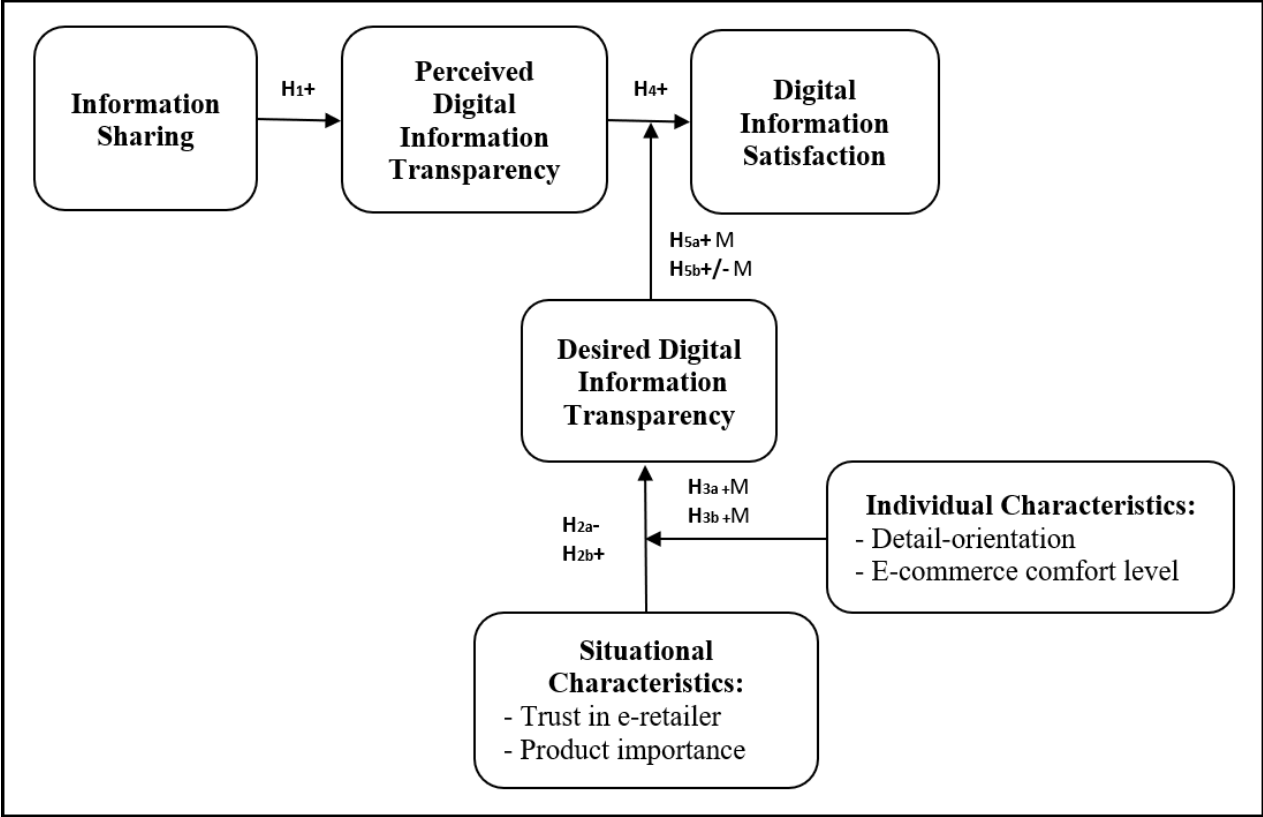 Information
Sharing
H1+
Perceived
Digital
Information
Transparency
H4+
Digital
Information
Satisfaction
H5a+ M
H5b+/- M
Desired Digital
Information
Transparency
H3a +M
H3b +M
H2a-
H2b+
Individual Characteristics:
- Detail-orientation
- E-commerce comfort level
Situational
Characteristics:
- Trust in e-retailer
- Product importance